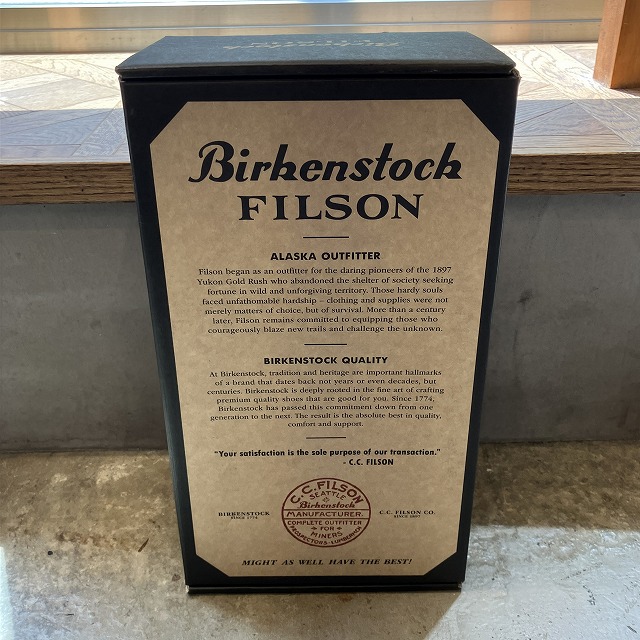 Birkenstock
FILSON
ALASKA OUTFITTER
Filson began as an outfitter for the daring pioneers of the 1897
Yukon Gold Rush who abandoned the shelter of society seeking
fortune in wild and unforgiving territory. Those hardy souls
faced unfathomable hardship – clothing and supplies were not
merely matters of choice, but of survival. More than a century
later, Filson remains committed to equipping those who
courageously blaze new trails and challenge the unknown.
BIRKENSTOCK QUALITY
At Birkenstock, tradition and heritage are important hallmarks
of a brand that dates back not years or even decades, but
centuries. Birkenstock is deeply rooted in the fine art of crafting
premium quality shoes that are good for you. Since 1774,
Birkenstock has passed this commitment down from one
generation to the next. The result is the absolute best in quality,
comfort and support.
"Your satisfaction is the sole purpose of our transaction."
- C.C. FILSON
BIRKENSTOCK
SINCE 1774
C.C. FILSON
SEATTLE
Birkenstock
MANUFACTURER.
COMPLETE OUTFITTER
FOR
MINERS
PROSPECTORS-LUMBERMEN
C.C. FILSON CO.
SINCE 1897
MIGHT AS WELL HAVE THE BEST!